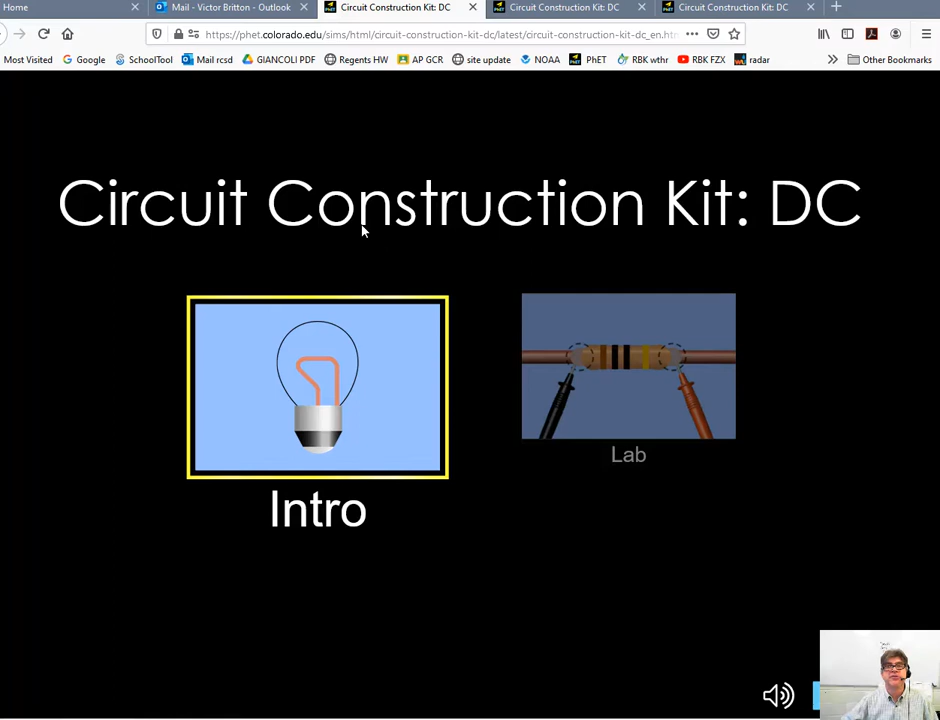 Home
Mail - Victor Britton - Outlook
Circuit Construction Kit: DC
Circuit Construction Kit: DC
Circuit Construction Kit: DC
https://phet.colorado.edu/sims/html/circuit-construction-kit-dc/latest/circuit-construction-kit-dc_en.htm
Most Visited Google SchoolTool Mail rcsd GIANCOLI PDF Regents HW AP GCR site update NOAA PhET RBK wthr RBK FZX radar Other Bookmarks
Circuit Construction Kit: DC
Lab
Intro